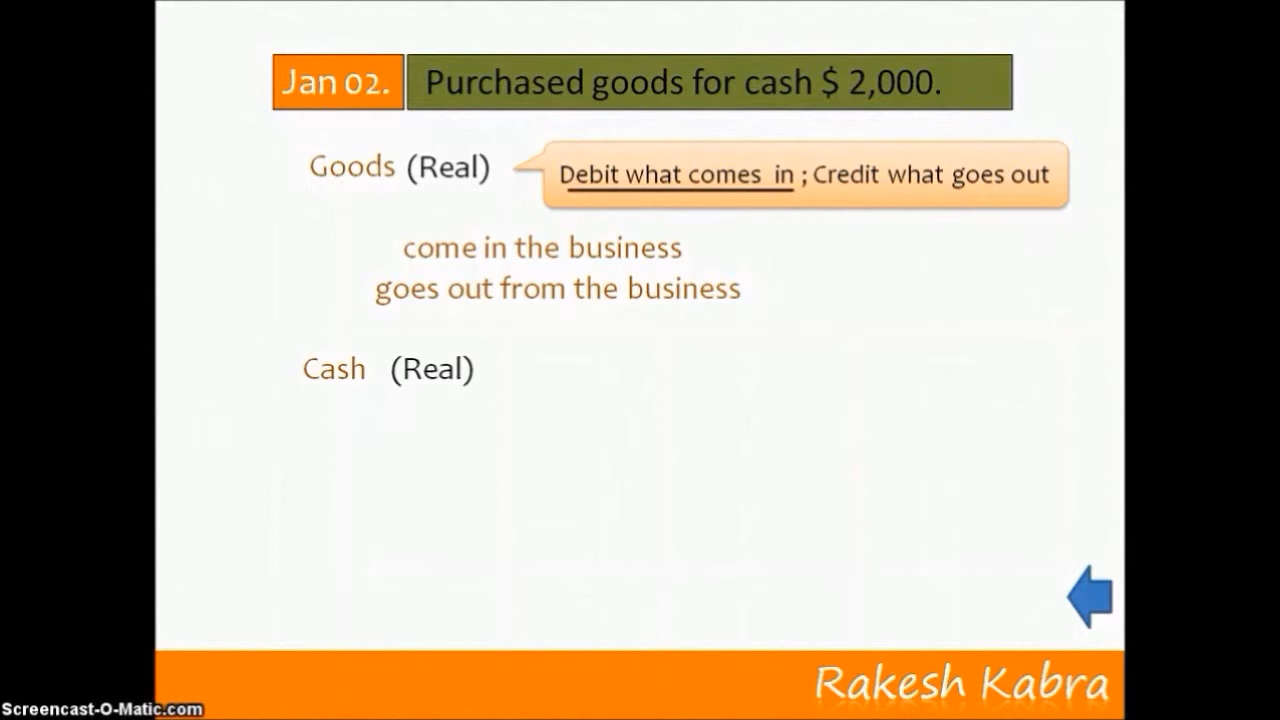 Jan 02. Purchased goods for cash $ 2,000.
Goods (Real) Debit what comes in ; Credit what goes out
come in the business
goes out from the business
Cash (Real)
Rakesh Kabra
Screencast-O-Matic.com